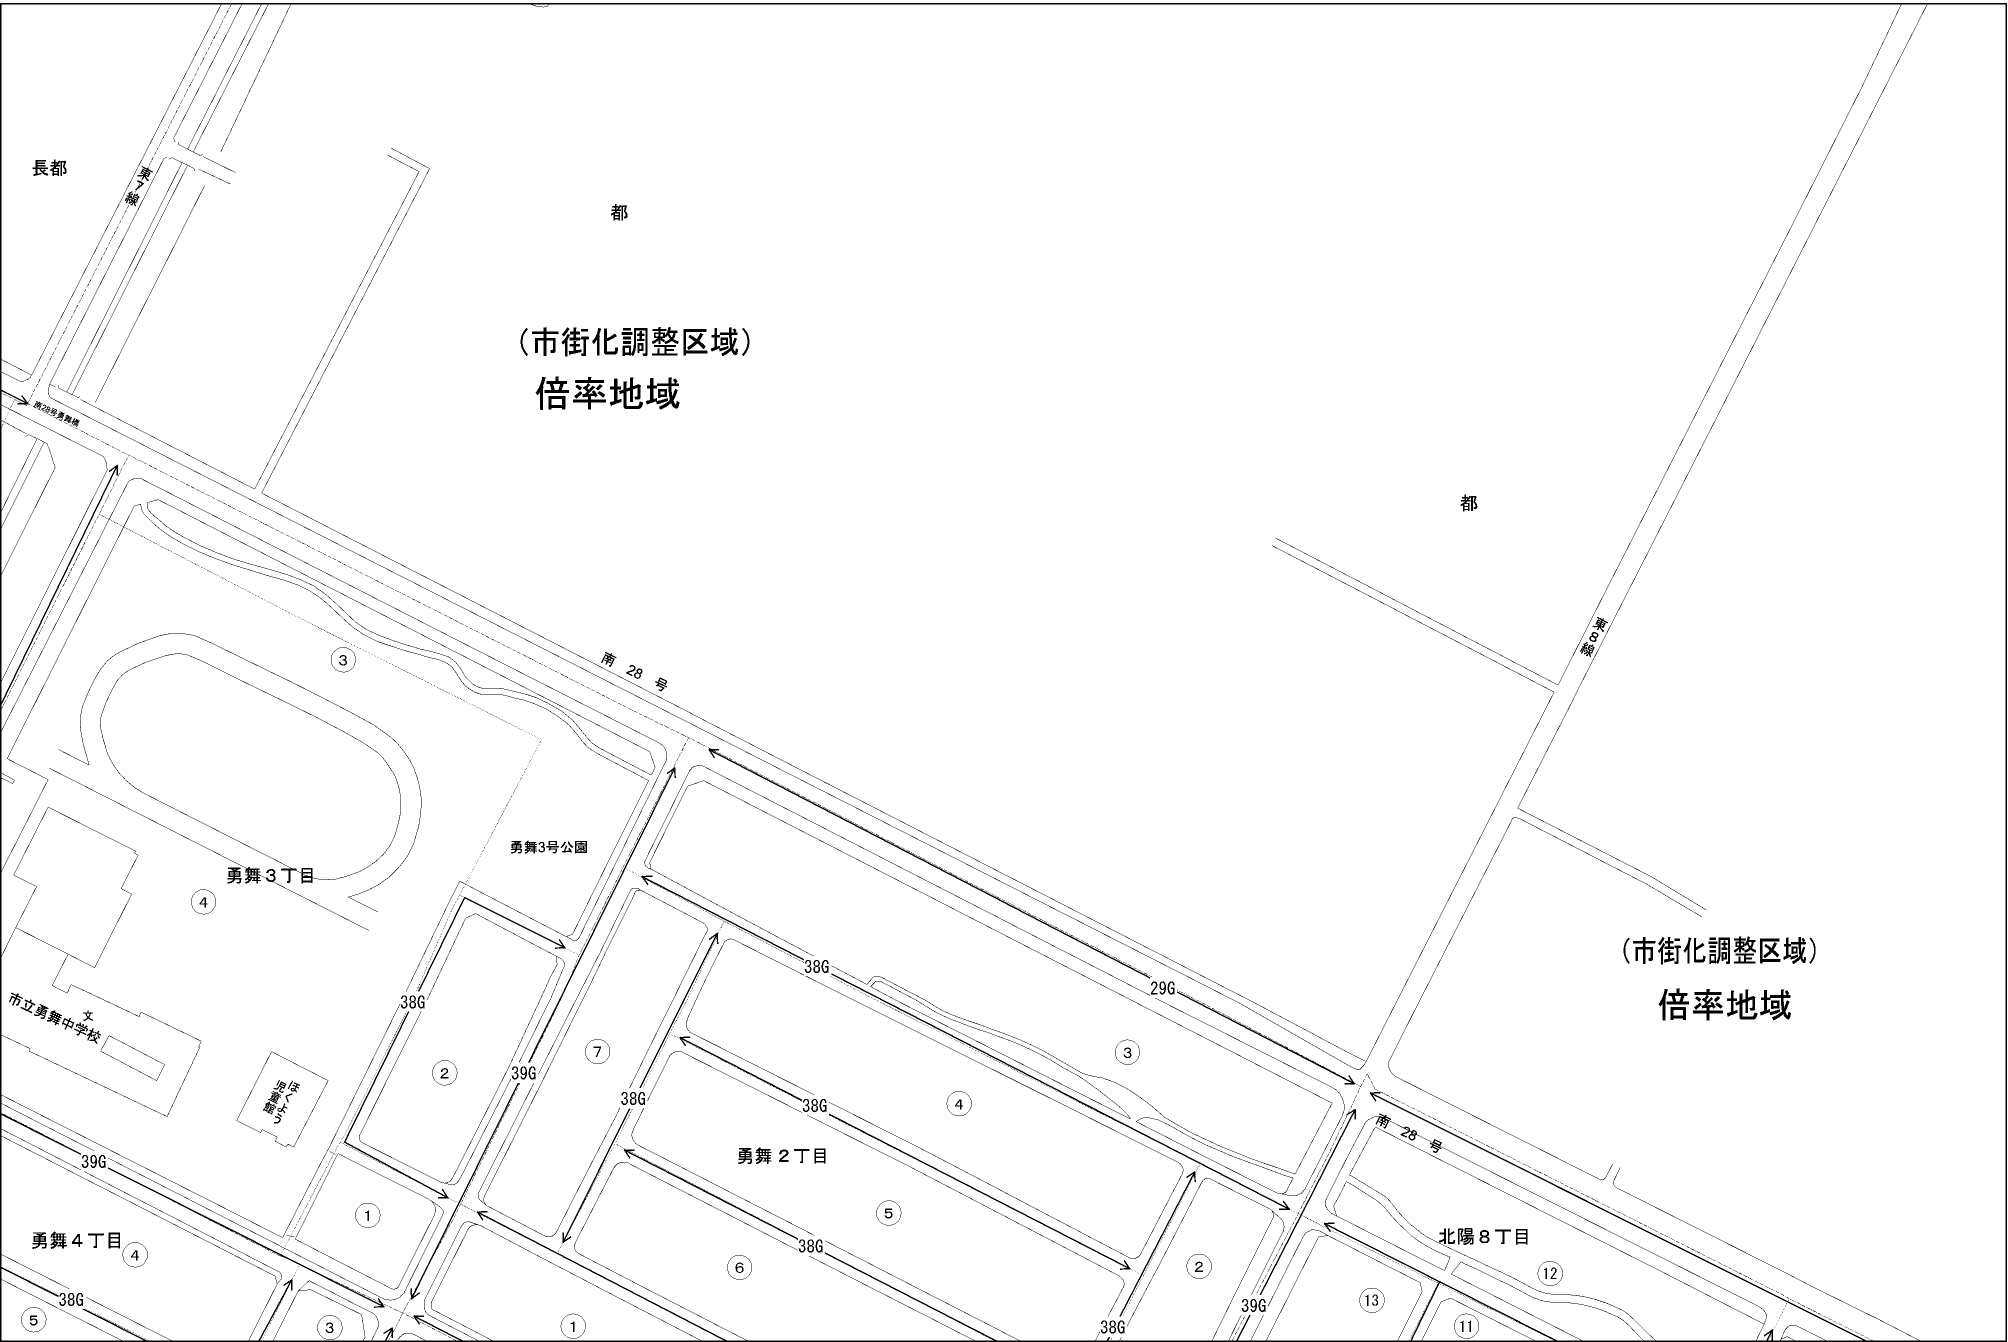 長都
東7線
都
（市街化調整区域）
倍率地域
南28号勇舞橋
都
東8線
南 28 号
③
勇舞3号公園
勇舞３丁目
④
（市街化調整区域）
倍率地域
38G
29G
38G
市立勇舞中学校
文
ほくよう
児童館
②
39G
⑦
38G
38G
④
③
南 28 号
39G
勇舞２丁目
①
⑤
38G
勇舞４丁目
④
⑥
②
北陽８丁目
⑫
38G
⑤
③
①
38G
39G
⑬
⑪